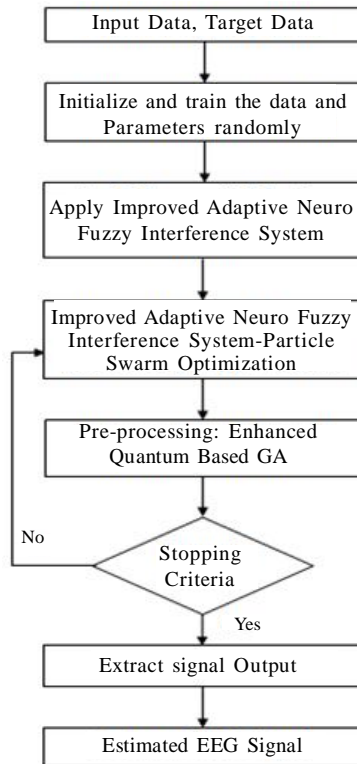 Input Data, Target Data
Initialize and train the data and
Parameters randomly
Apply Improved Adaptive Neuro
Fuzzy Interference System
Improved Adaptive Neuro Fuzzy
Interference System-Particle
Swarm Optimization
Pre-processing: Enhanced
Quantum Based GA
No
Stopping
Criteria
Yes
Extract signal Output
Estimated EEG Signal